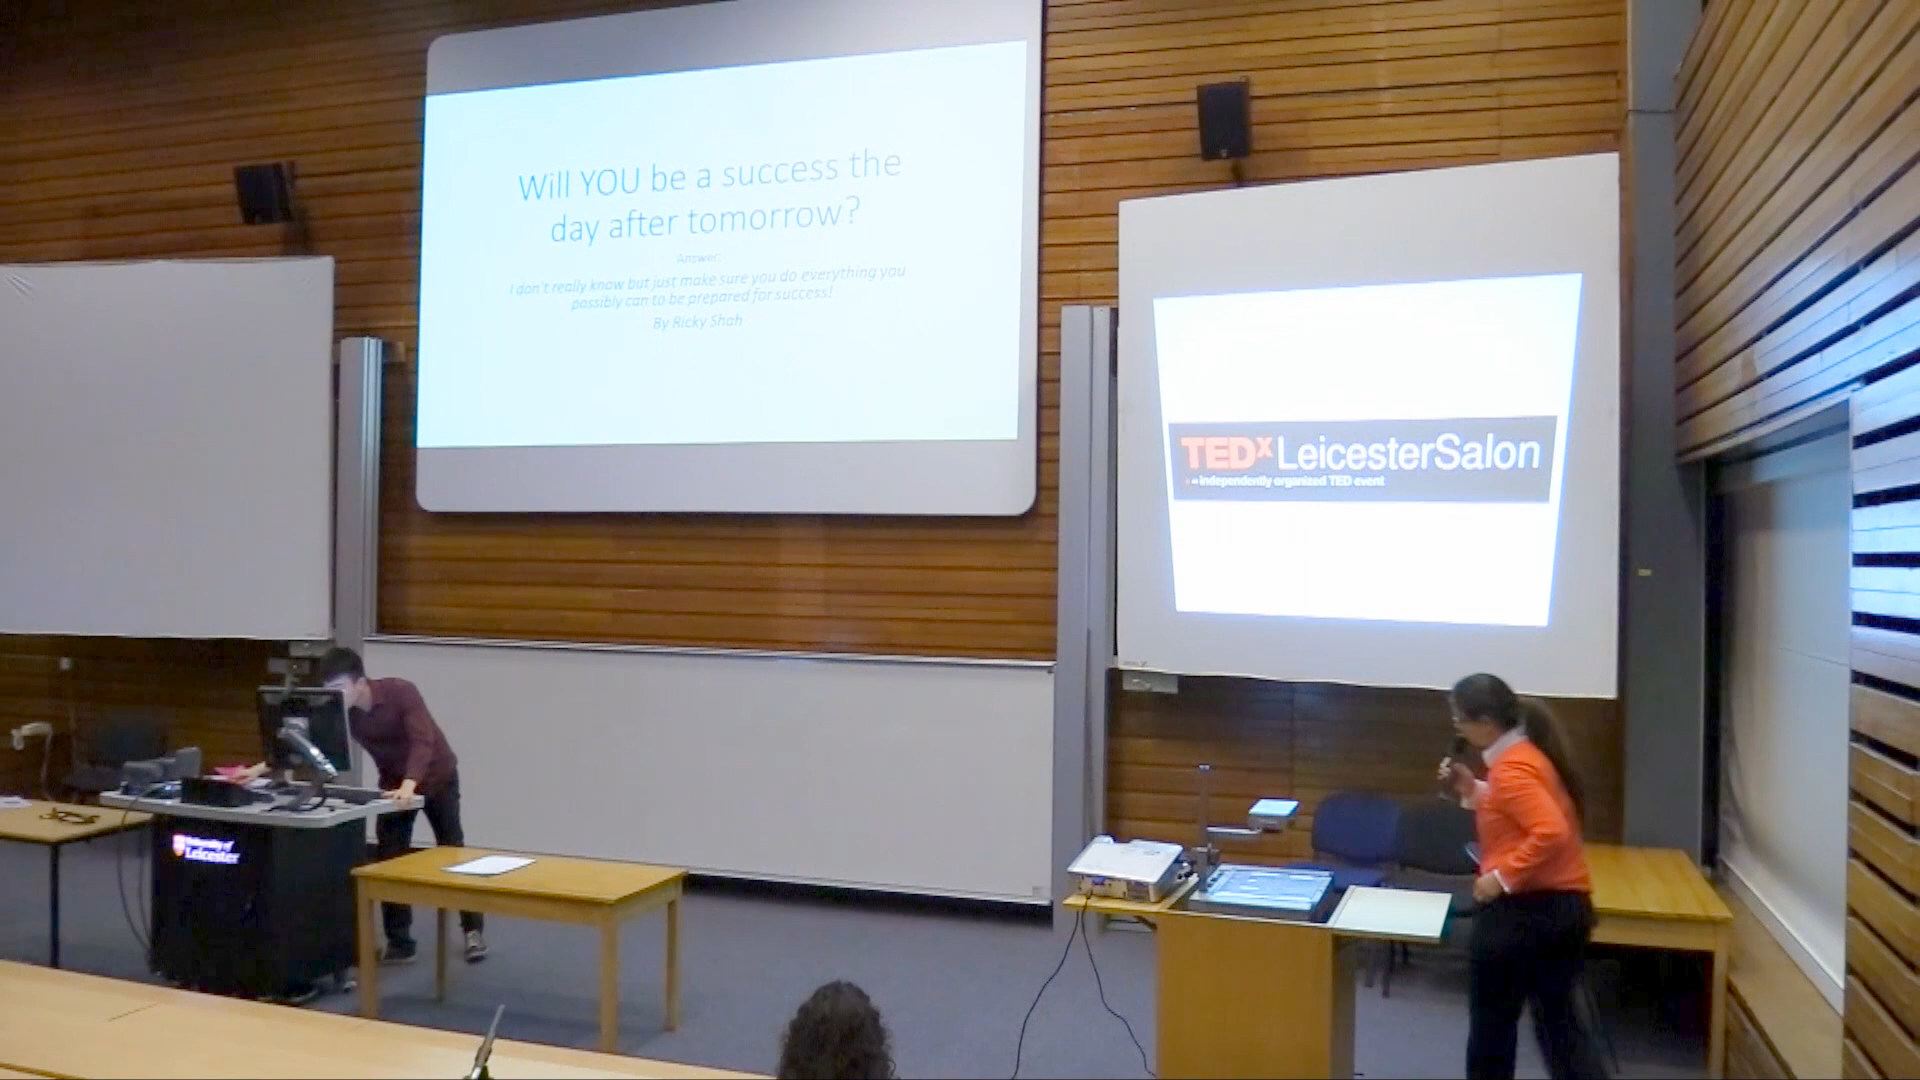 Will YOU be a success the
day after tomorrow?
Answer:
I don't really know but just make sure you do everything you
possibly can to be prepared for success!
By Ricky Shah
TEDx LeicesterSalon
x = independently organized TED event
University of
Leicester